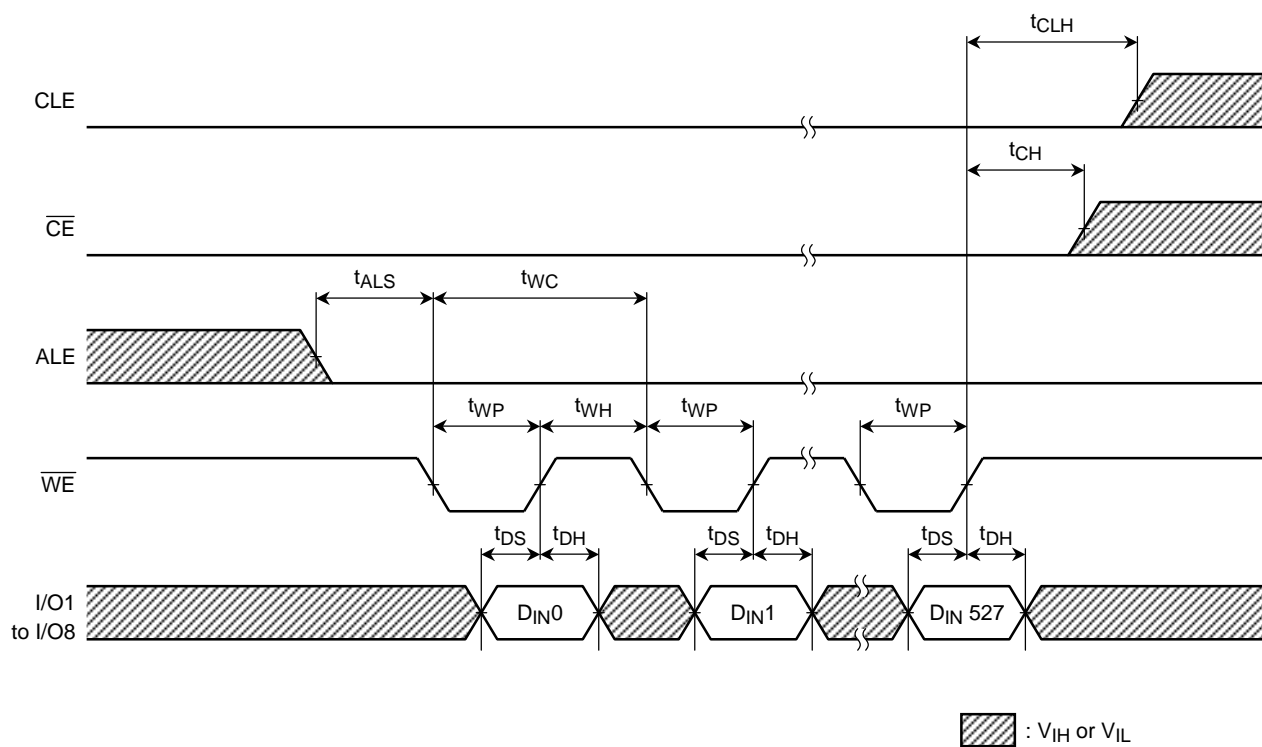 tCLH
CLE
tCH
CE
tALS
tWC
ALE
tWP
tWH
tWP
tWP
WE
tDS
tDH
tDS
tDH
tDS
tDH
I/O1
to I/O8
DIN0
DIN1
DIN 527
: VIH or VIL